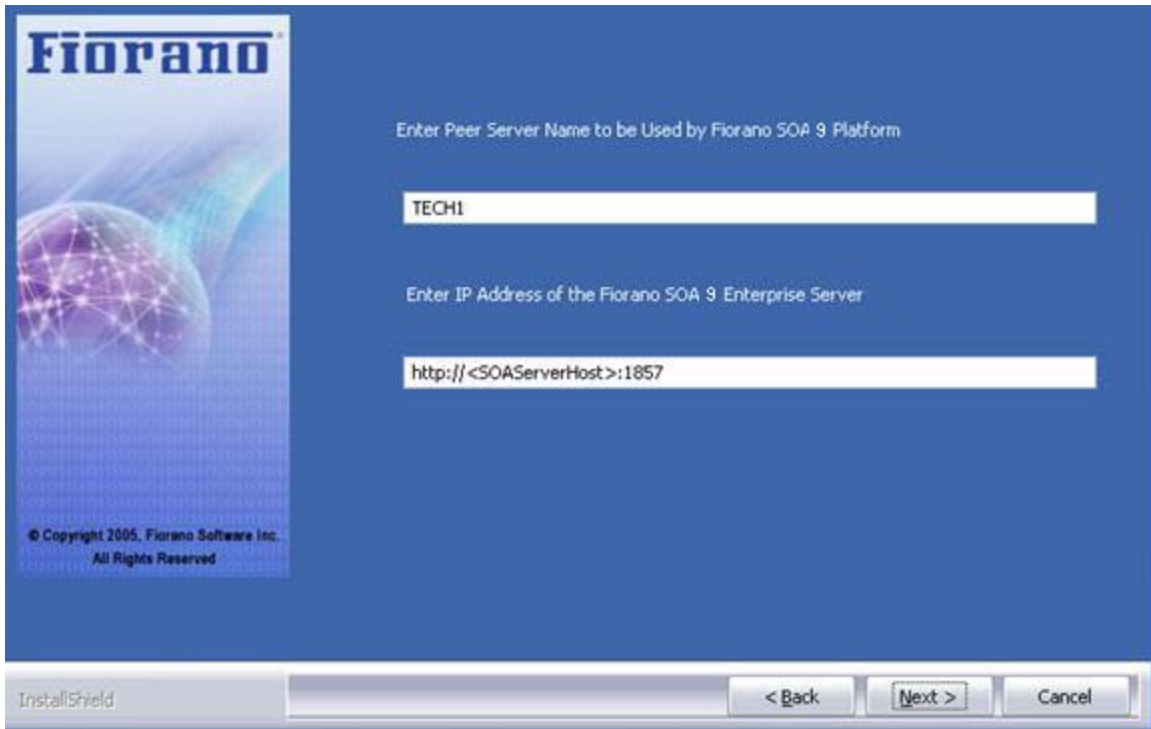 Fiorano
Enter Peer Server Name to be Used by Fiorano SOA 9 Platform
TECH1
Enter IP Address of the Fiorano SOA 9 Enterprise Server
http://<SOAServerHost>:1857
© Copyright 2005, Fiorano Software Inc.
All Rights Reserved
InstallShield
< Back
Next >
Cancel